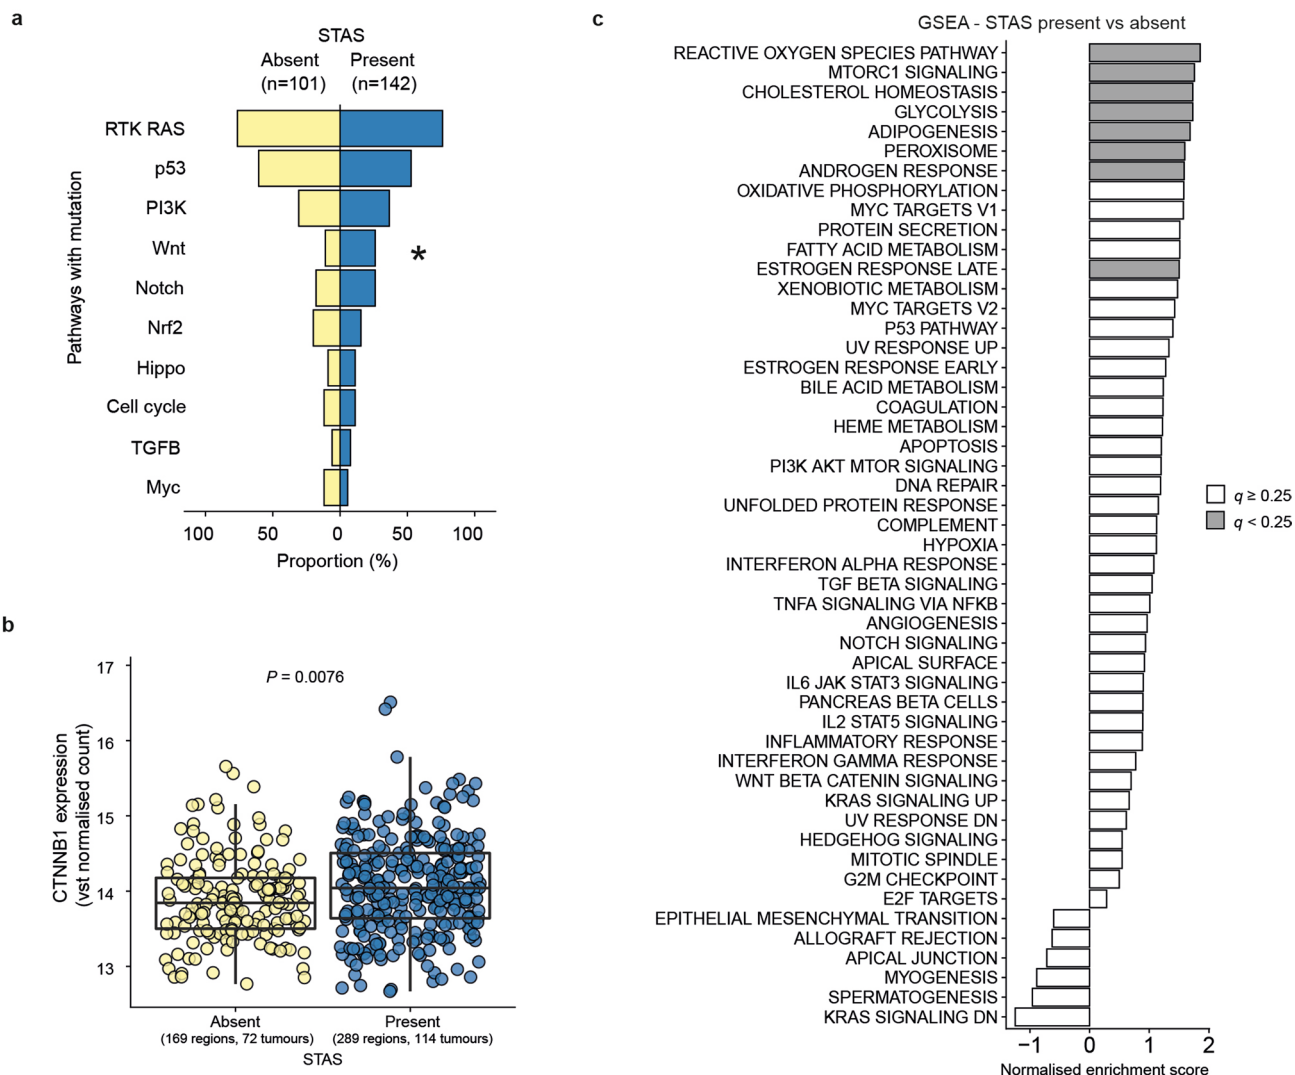 a
STAS
Absent
(n=101)
Present
(n=142)
Pathways with mutation
RTK RAS
p53
PI3K
Wnt
*
Notch
Nrf2
Hippo
Cell cycle
TGFB
Myc
100 50 0 50 100
Proportion (%)
b
CTNNB1 expression
(vst normalised count)
17
16
15
14
13
P = 0.0076
Absent
(169 regions, 72 tumours)
Present
(289 regions, 114 tumours)
STAS
c
GSEA - STAS present vs absent
REACTIVE OXYGEN SPECIES PATHWAY
MTORC1 SIGNALING
CHOLESTEROL HOMEOSTASIS
GLYCOLYSIS
ADIPOGENESIS
PEROXISOME
ANDROGEN RESPONSE
OXIDATIVE PHOSPHORYLATION
MYC TARGETS V1
PROTEIN SECRETION
FATTY ACID METABOLISM
ESTROGEN RESPONSE LATE
XENOBIOTIC METABOLISM
MYC TARGETS V2
P53 PATHWAY
UV RESPONSE UP
ESTROGEN RESPONSE EARLY
BILE ACID METABOLISM
COAGULATION
HEME METABOLISM
APOPTOSIS
PI3K AKT MTOR SIGNALING
DNA REPAIR
UNFOLDED PROTEIN RESPONSE
COMPLEMENT
HYPOXIA
INTERFERON ALPHA RESPONSE
TGF BETA SIGNALING
TNFA SIGNALING VIA NFKB
ANGIOGENESIS
NOTCH SIGNALING
APICAL SURFACE
IL6 JAK STAT3 SIGNALING
PANCREAS BETA CELLS
IL2 STAT5 SIGNALING
INFLAMMATORY RESPONSE
INTERFERON GAMMA RESPONSE
WNT BETA CATENIN SIGNALING
KRAS SIGNALING UP
UV RESPONSE DN
HEDGEHOG SIGNALING
MITOTIC SPINDLE
G2M CHECKPOINT
E2F TARGETS
EPITHELIAL MESENCHYMAL TRANSITION
ALLOGRAFT REJECTION
APICAL JUNCTION
MYOGENESIS
SPERMATOGENESIS
KRAS SIGNALING DN
−1 0 1 2
Normalised enrichment score
q ≥ 0.25
q < 0.25